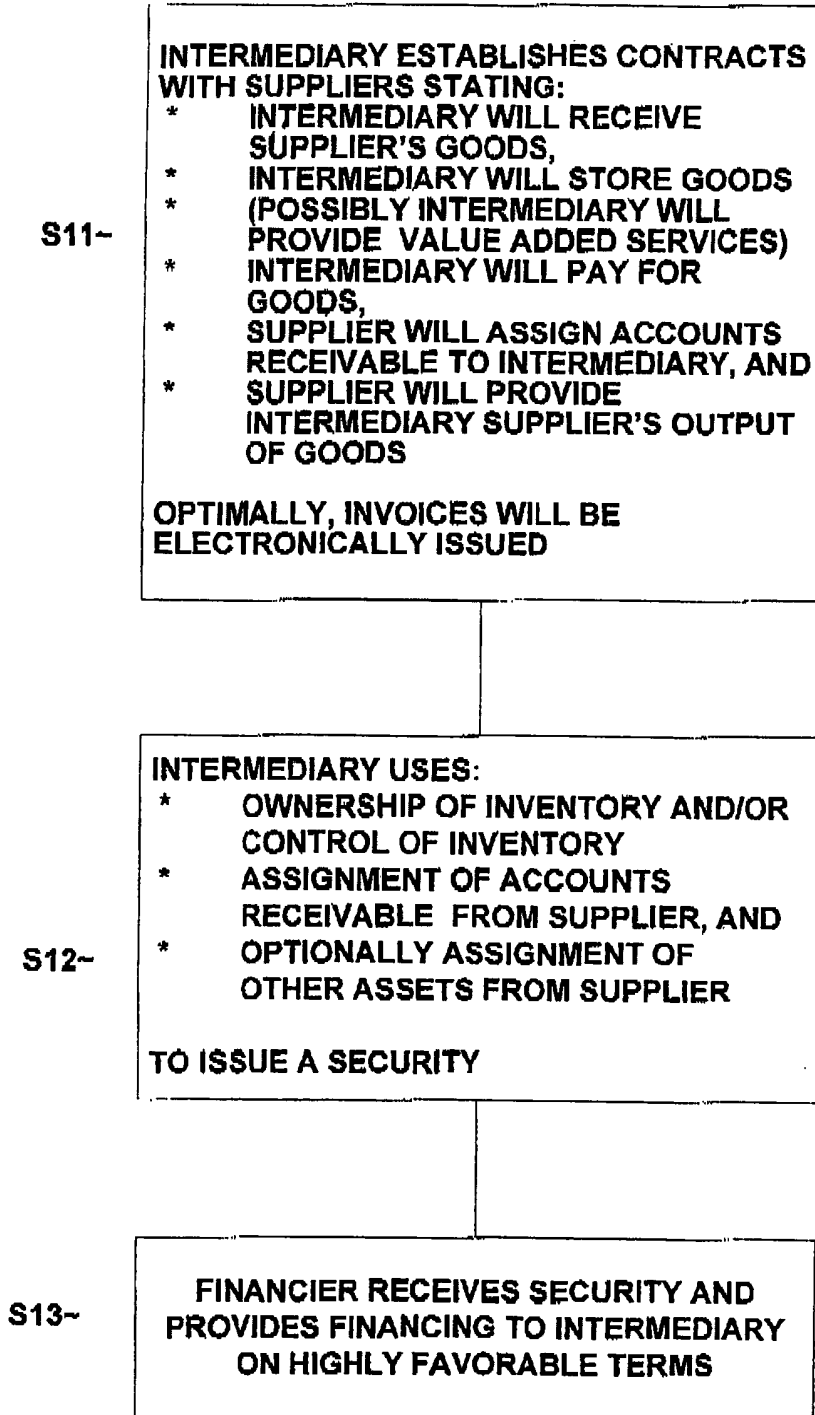 INTERMEDIARY ESTABLISHES CONTRACTS
WITH SUPPLIERS STATING:
* INTERMEDIARY WILL RECEIVE
SUPPLIER'S GOODS,
* INTERMEDIARY WILL STORE GOODS
* (POSSIBLY INTERMEDIARY WILL
PROVIDE VALUE ADDED SERVICES)
* INTERMEDIARY WILL PAY FOR
GOODS,
* SUPPLIER WILL ASSIGN ACCOUNTS
RECEIVABLE TO INTERMEDIARY, AND
* SUPPLIER WILL PROVIDE
INTERMEDIARY SUPPLIER'S OUTPUT
OF GOODS
OPTIMALLY, INVOICES WILL BE
ELECTRONICALLY ISSUED
S11~
INTERMEDIARY USES:
* OWNERSHIP OF INVENTORY AND/OR
CONTROL OF INVENTORY
* ASSIGNMENT OF ACCOUNTS
RECEIVABLE FROM SUPPLIER, AND
* OPTIONALLY ASSIGNMENT OF
OTHER ASSETS FROM SUPPLIER
TO ISSUE A SECURITY
S12~
FINANCIER RECEIVES SECURITY AND
PROVIDES FINANCING TO INTERMEDIARY
ON HIGHLY FAVORABLE TERMS
S13~